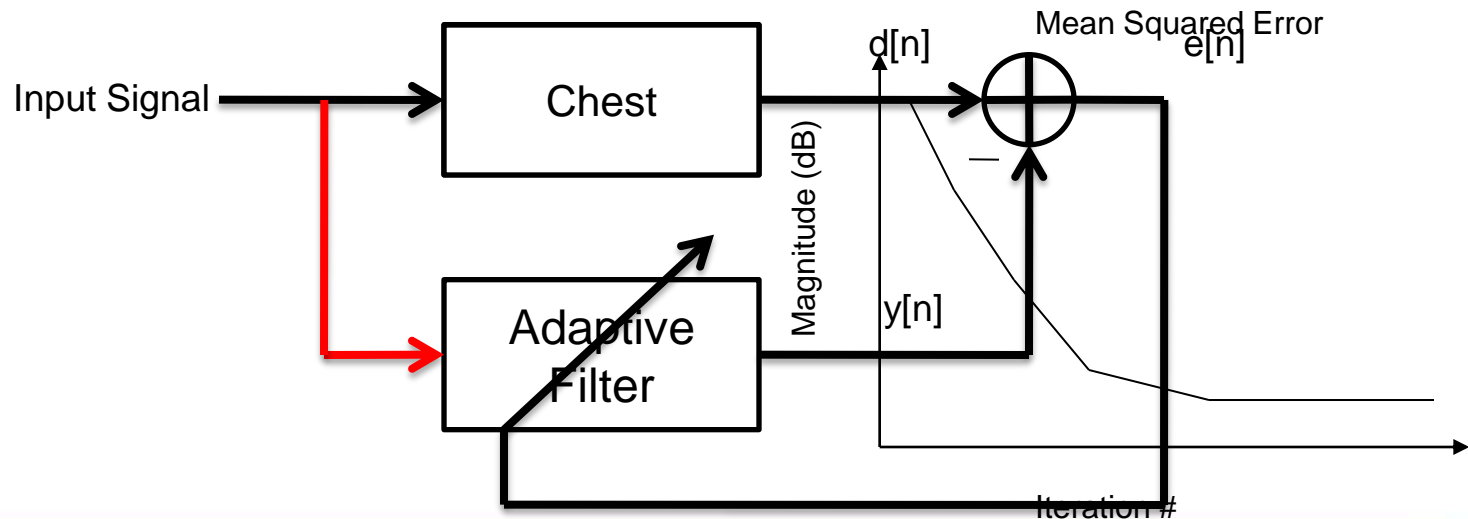 Mean Squared Error
d[n]
e[n]
Input Signal
Chest
Magnitude (dB)
—
y[n]
Adaptive
Filter
Iteration #